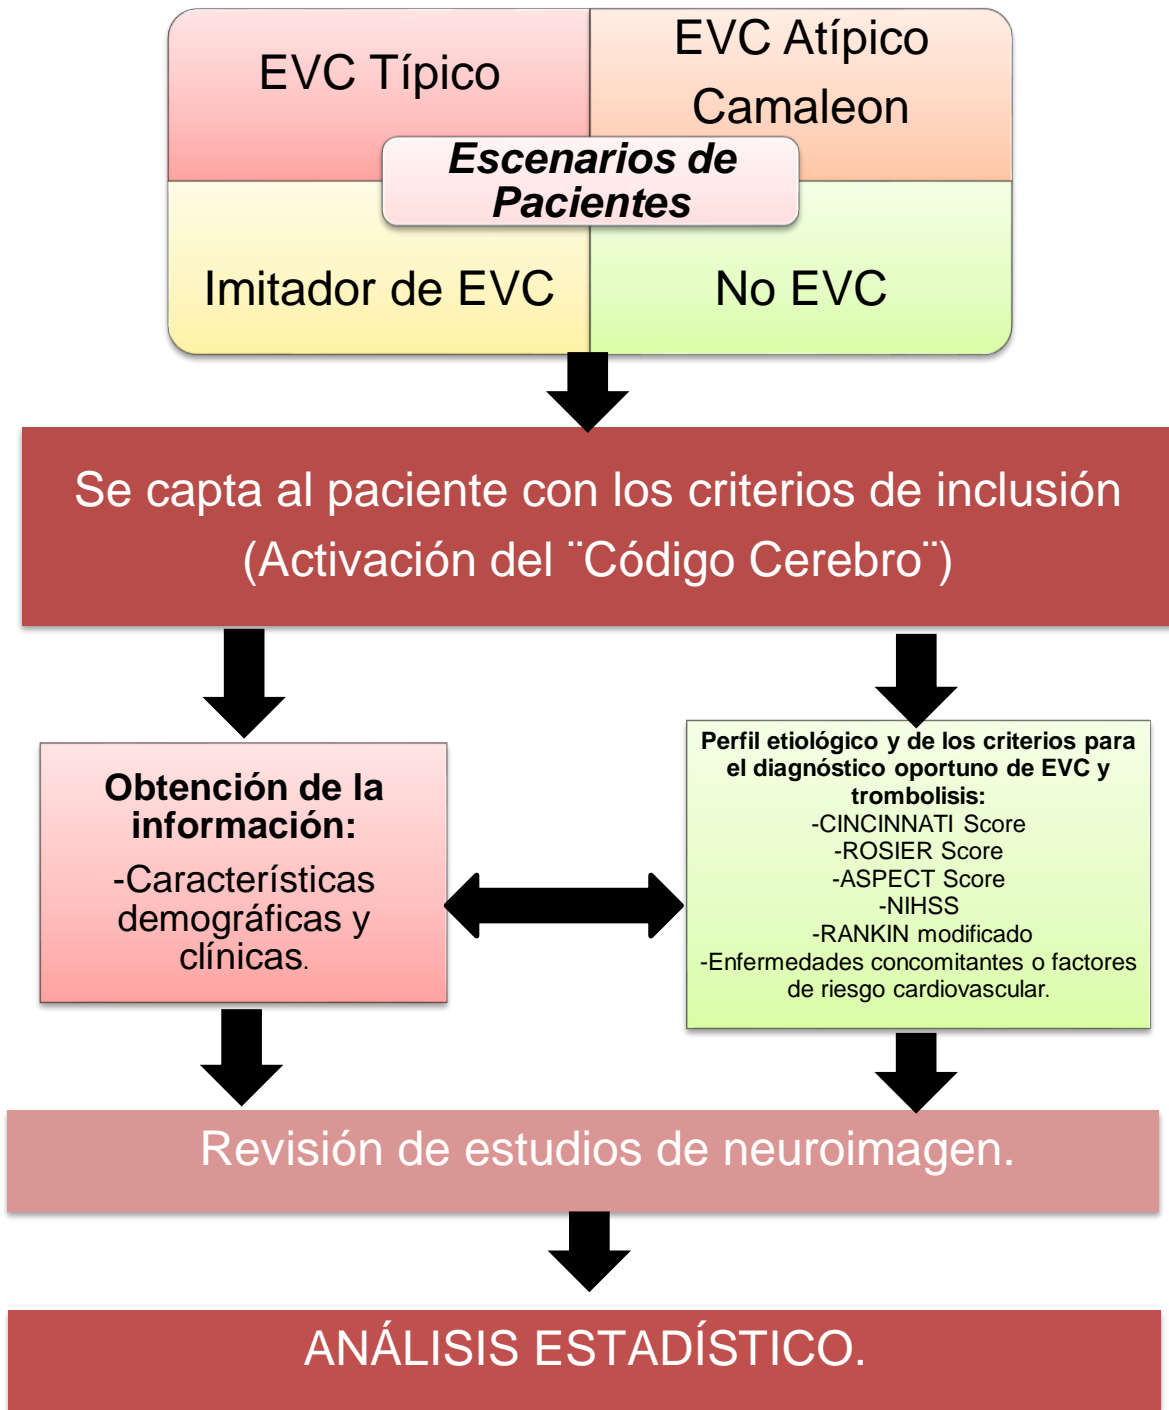 EVC Típico
EVC Atípico
Camaleon
Escenarios de
Pacientes
Imitador de EVC
No EVC
Se capta al paciente con los criterios de inclusión
(Activación del ¨Código Cerebro¨)
Obtención de la
información:
-Características
demográficas y
clínicas.
Perfil etiológico y de los criterios para
el diagnóstico oportuno de EVC y
trombolisis:
-CINCINNATI Score
-ROSIER Score
-ASPECT Score
-NIHSS
-RANKIN modificado
-Enfermedades concomitantes o factores
de riesgo cardiovascular.
Revisión de estudios de neuroimagen.
ANÁLISIS ESTADÍSTICO.